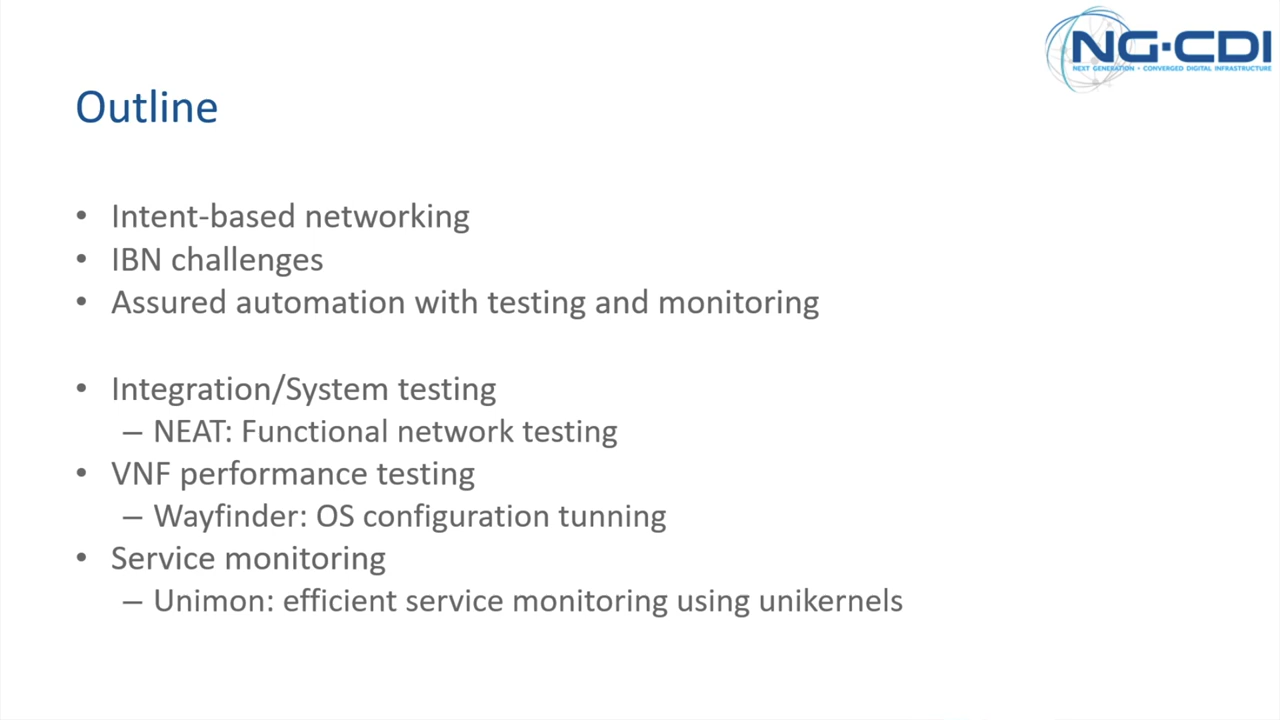 NG·CDI
NEXT GENERATION • CONVERGED DIGITAL INFRASTRUCTURE
Outline
• Intent-based networking
• IBN challenges
• Assured automation with testing and monitoring
• Integration/System testing
– NEAT: Functional network testing
• VNF performance testing
– Wayfinder: OS configuration tunning
• Service monitoring
– Unimon: efficient service monitoring using unikernels